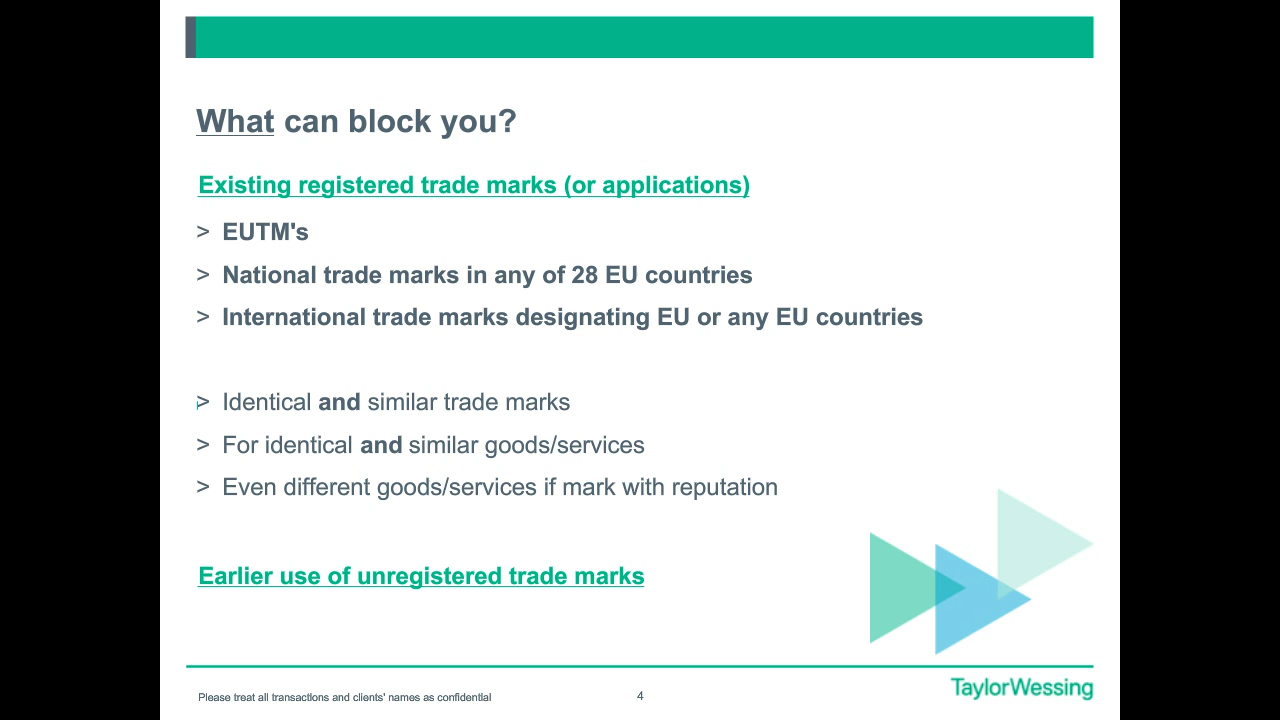 What can block you?
Existing registered trade marks (or applications)
> EUTM's
> National trade marks in any of 28 EU countries
> International trade marks designating EU or any EU countries
> Identical and similar trade marks
> For identical and similar goods/services
> Even different goods/services if mark with reputation
Earlier use of unregistered trade marks
Please treat all transactions and clients' names as confidential
4
TaylorWessing